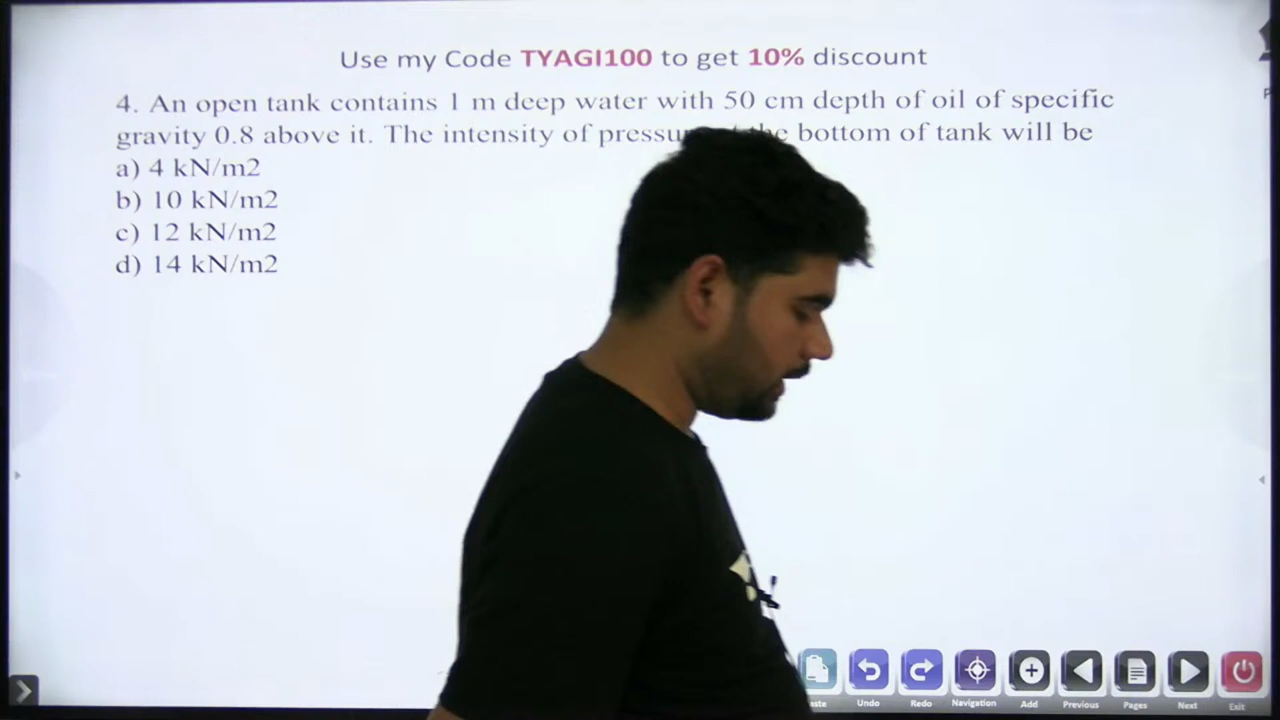 Use my Code TYAGI100 to get 10% discount
4. An open tank contains 1 m deep water with 50 cm depth of oil of specific
gravity 0.8 above it. The intensity of the bottom of tank will be
a) 4 kN/m2
b) 10 kN/m2
c) 12 kN/m2
d) 14 kN/m2
Undo Redo Navigation Add Previous Pages Next Exit